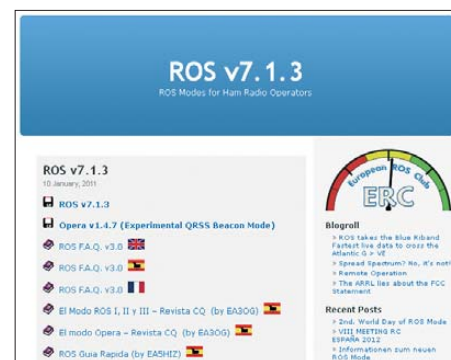 ROS v7.1.3
ROS Modes for Ham Radio Operators
ROS v7.1.3
10 January, 2011
ROS v7.1.3
Opera v1.4.7 (Experimental QRSS Beacon Mode)
ROS F.A.Q. v3.0
ROS F.A.Q. v3.0
ROS F.A.Q. v3.0
El Modo ROS I, II y III – Revista CQ (by EA3OG)
El modo Opera – Revista CQ (by EA3OG)
ROS Guia Rapida (by EA5HIZ)
European ROS Club
ERC
Blogroll
» ROS takes the Blue Riband
Fastest live data to cross the
Atlantic G > VE
» Spread Spectrum? No, it's not!
» Remote Operation
» The ARRL lies about the FCC
Statement
Recent Posts
» 2nd. World Day of ROS Mode
» VIII MEETING RC
ESPAÑA 2012
» Informationen zum neuen
ROS Mode